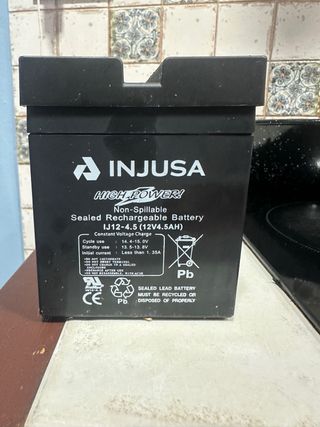 INJUSA
HIGH POWER!
Non-Spillable
Sealed Rechargeable Battery
IJ12-4.5 (12V4.5AH)
Constant Voltage Charge
Cycle use : 14.4-15.0V
Standby use : 13.5-13.8V
Initial current : Less than 1.35A
Pb
SEALED LEAD BATTERY
MUST BE RECYCLED OR
DISPOSED OF PROPERLY
Pb